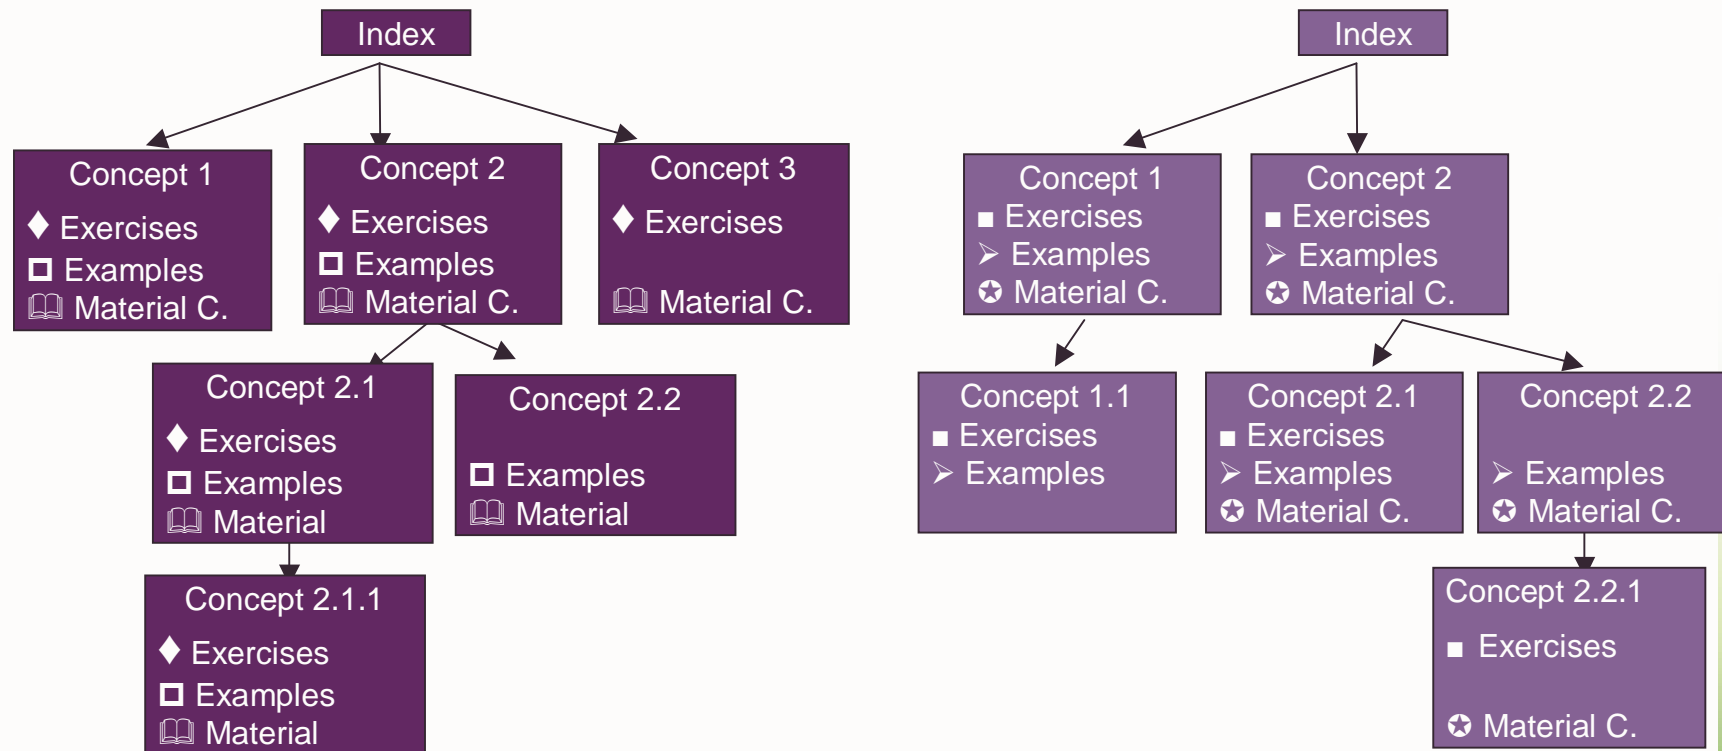 Index
Concept 1
♦ Exercises
◘ Examples
🕮 Material C.
Concept 2
♦ Exercises
◘ Examples
🕮 Material C.
Concept 3
♦ Exercises
🕮 Material C.
Concept 2.1
♦ Exercises
◘ Examples
🕮 Material
Concept 2.2
◘ Examples
🕮 Material
Concept 2.1.1
♦ Exercises
◘ Examples
🕮 Material
Index
Concept 1
▪ Exercises
➢ Examples
✪ Material C.
Concept 2
▪ Exercises
➢ Examples
✪ Material C.
Concept 1.1
▪ Exercises
➢ Examples
Concept 2.1
▪ Exercises
➢ Examples
✪ Material C.
Concept 2.2
➢ Examples
✪ Material C.
Concept 2.2.1
▪ Exercises
✪ Material C.